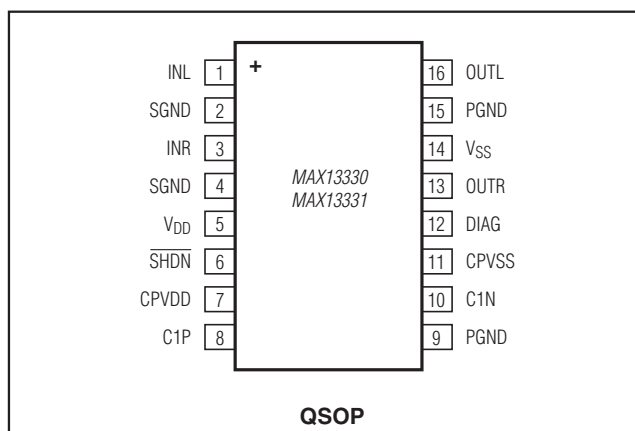 INL 1 + 16 OUTL
SGND 2 15 PGND
INR 3 14 VSS
SGND 4 MAX13330 13 OUTR
MAX13331
VDD 5 12 DIAG
SHDN 6 11 CPVSS
CPVDD 7 10 C1N
C1P 8 9 PGND
QSOP